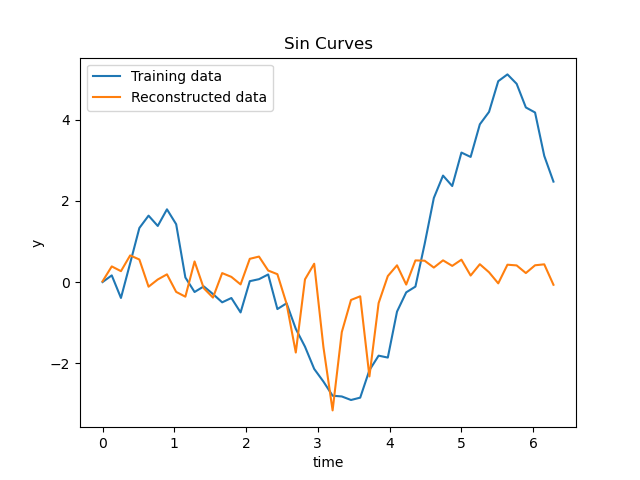 Sin Curves
Training data
Reconstructed data
y
4
2
0
−2
0 1 2 3 4 5 6
time